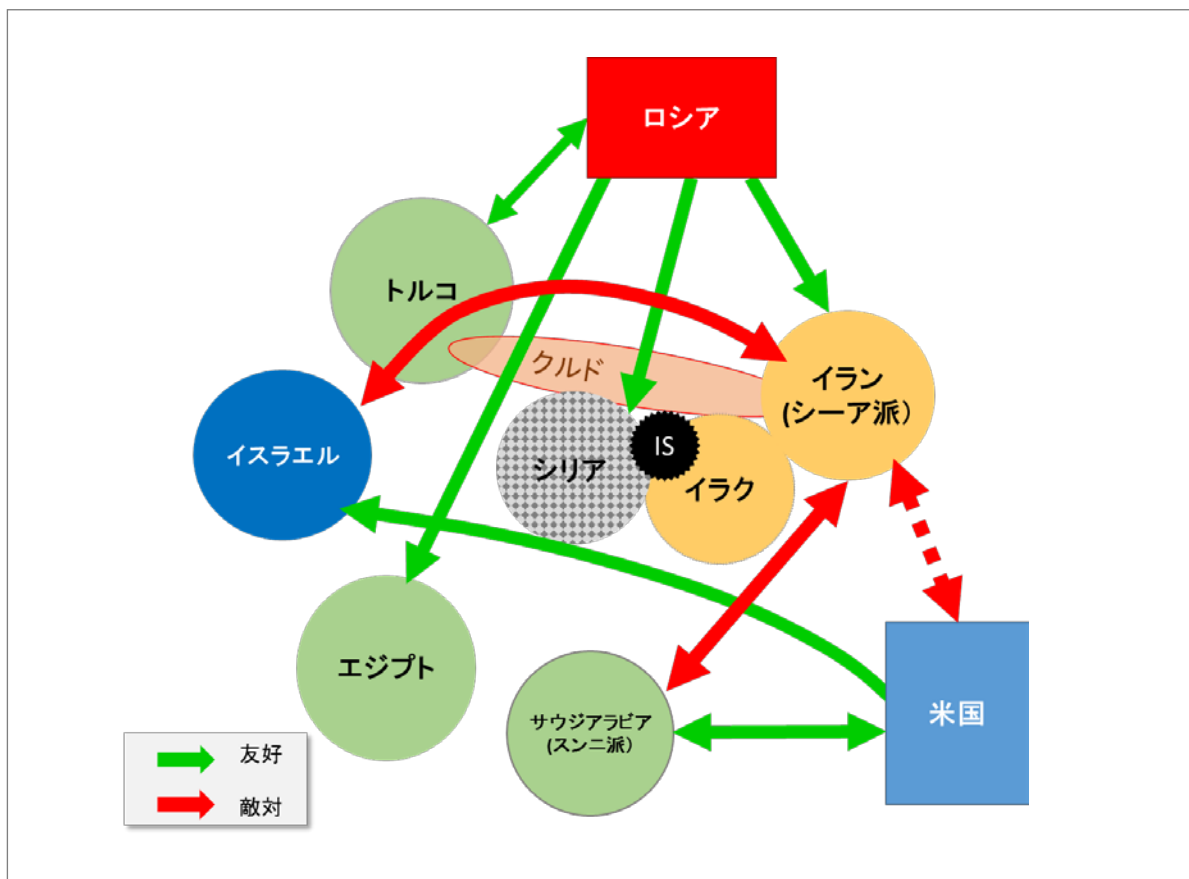 ロシア
トルコ
クルド
イラン
(シーア派)
イスラエル
シリア
IS
イラク
エジプト
サウジアラビア
(スンニ派)
米国
友好
敵対